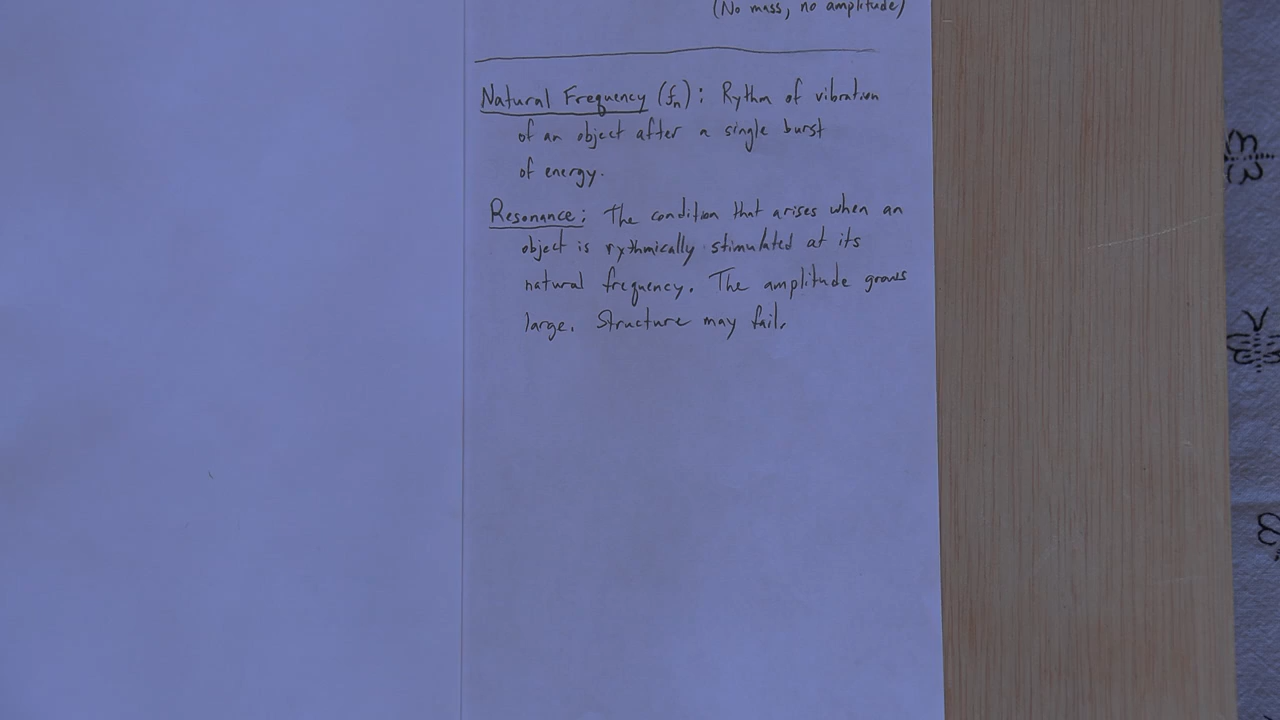 (No mass, no amplitude)
Natural Frequency (fn): Rythm of vibration
of an object after a single burst
of energy.
Resonance: The condition that arises when an
object is rythmically stimulated at its
natural frequency. The amplitude grows
large. Structure may fail.